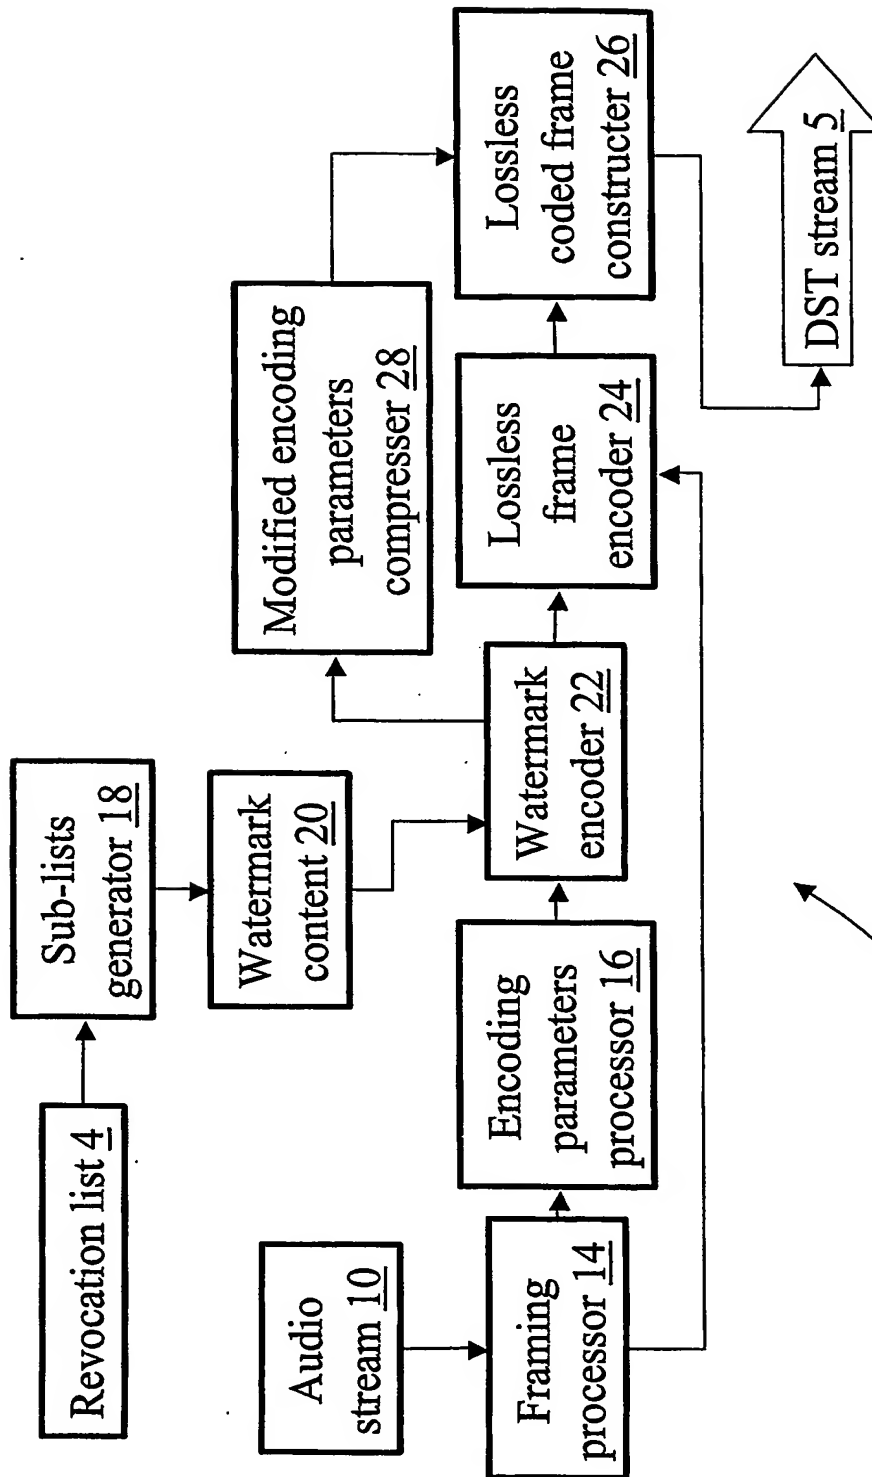 Revocation list 4
Sub-lists
generator 18
Watermark
content 20
Audio
stream 10
Framing
processor 14
Encoding
parameters
processor 16
Watermark
encoder 22
Modified encoding
parameters
compresser 28
Lossless
frame
encoder 24
Lossless
coded frame
constructer 26
DST stream 5